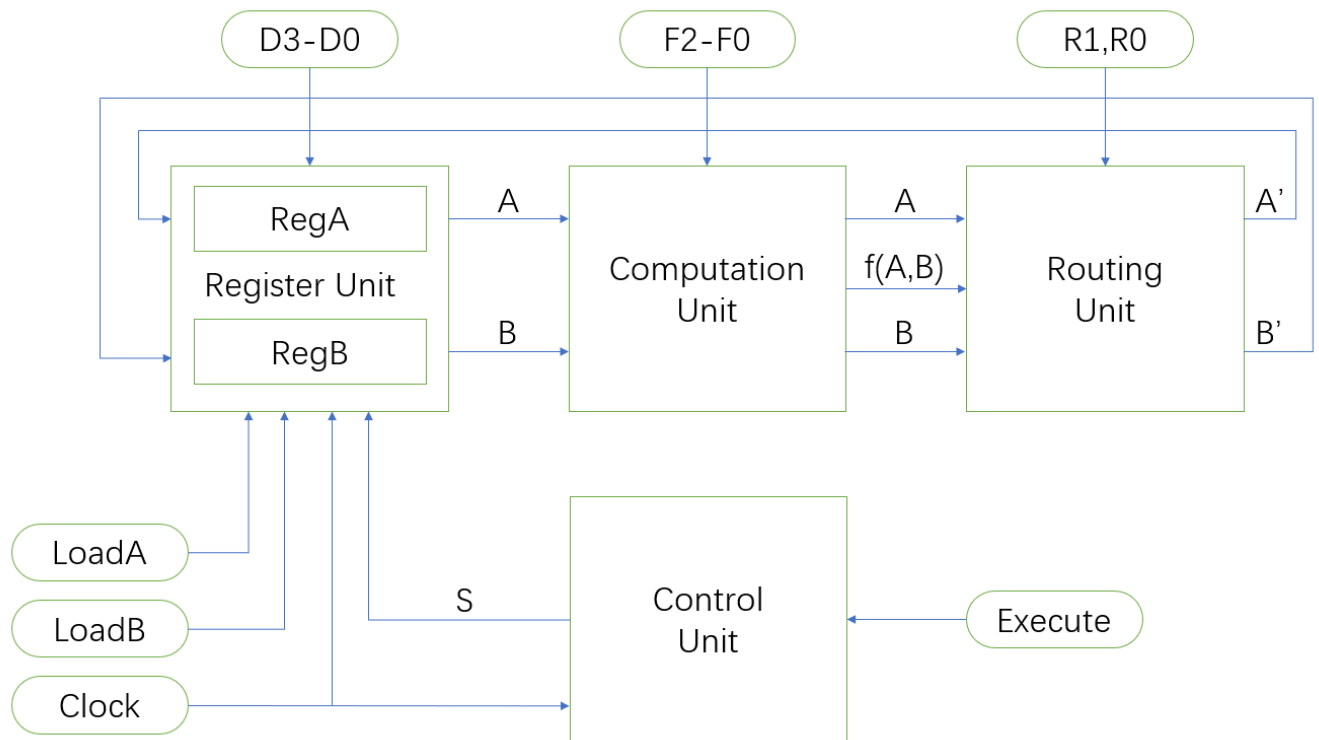 D3-D0
F2-F0
R1,R0
RegA
Register Unit
RegB
A
B
Computation
Unit
A
f(A,B)
B
Routing
Unit
A’
B’
LoadA
LoadB
Clock
S
Control
Unit
Execute